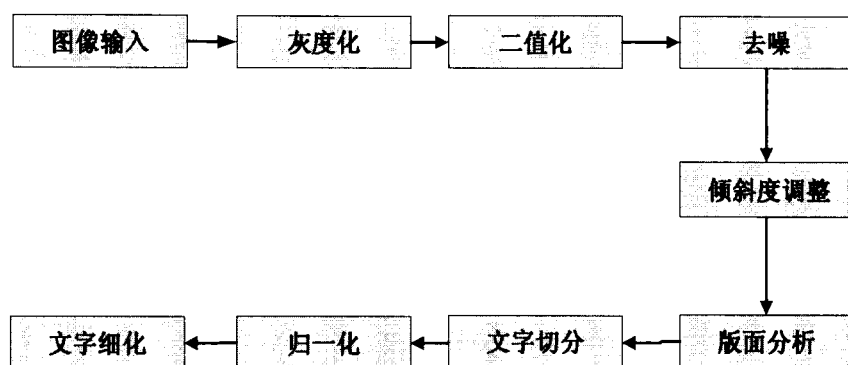 图像输入
灰度化
二值化
去噪
倾斜度调整
版面分析
文字切分
归一化
文字细化